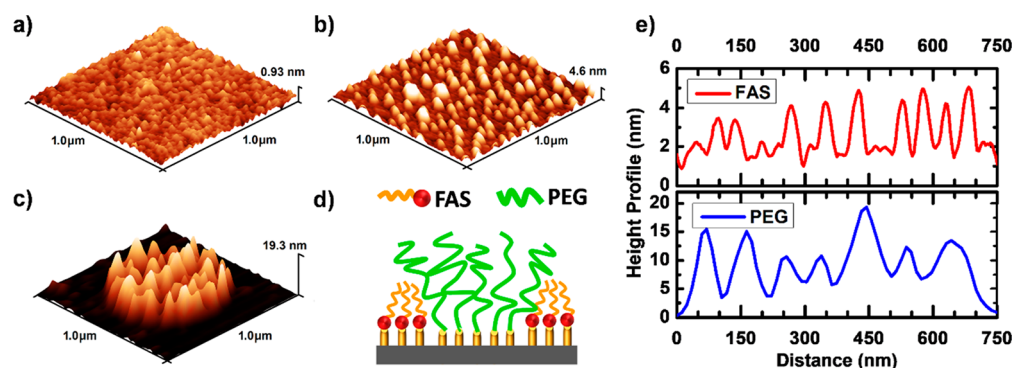 a)
0.93 nm
1.0µm
1.0µm
b)
4.6 nm
1.0µm
1.0µm
c)
19.3 nm
1.0µm
1.0µm
d)
FAS
PEG
e)
0 150 300 450 600 750
6
4
2
0
FAS
20
15
10
5
0
PEG
Height Profile (nm)
0 150 300 450 600 750
Distance (nm)